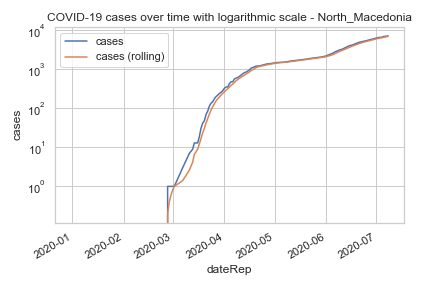 COVID-19 cases over time with logarithmic scale - North_Macedonia
cases
cases (rolling)
10^4
10^3
10^2
10^1
10^0
cases
2020-01
2020-02
2020-03
2020-04
2020-05
2020-06
2020-07
dateRep